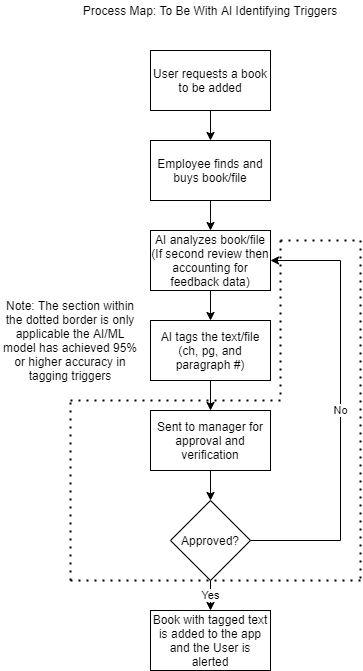 Process Map: To Be With AI Identifying Triggers
User requests a book
to be added
Employee finds and
buys book/file
AI analyzes book/file
(If second review then
accounting for
feedback data)
Note: The section within
the dotted border is only
applicable the AI/ML
model has achieved 95%
or higher accuracy in
tagging triggers
AI tags the text/file
(ch, pg, and
paragraph #)
Sent to manager for
approval and
verification
No
Approved?
Yes
Book with tagged text
is added to the app
and the User is
alerted